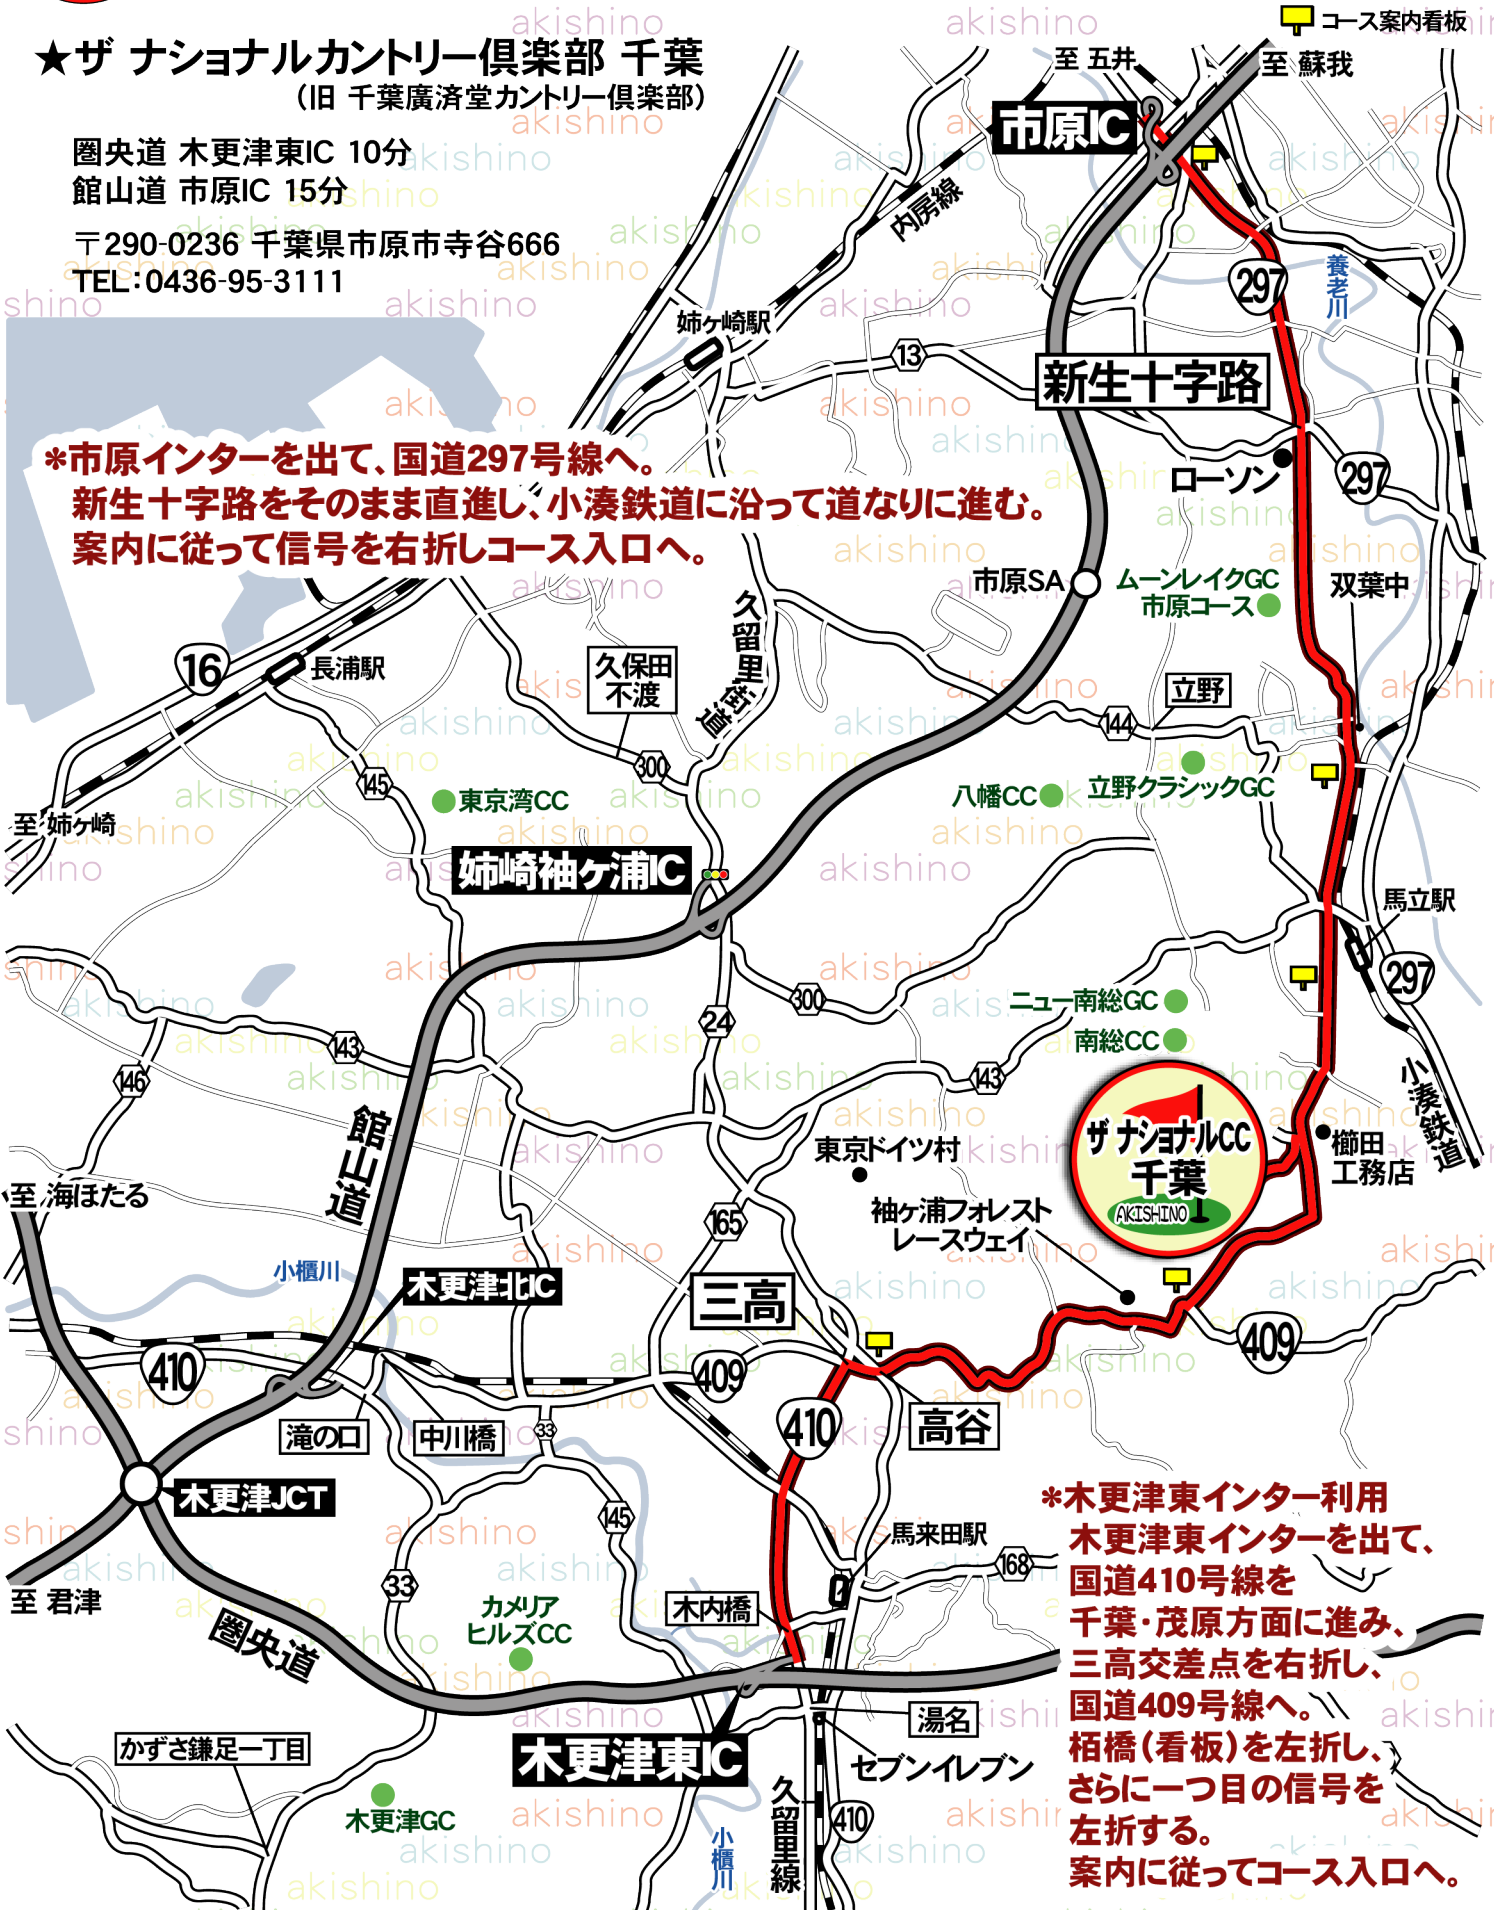 コース案内看板
★ザ ナショナルカントリー倶楽部 千葉
（旧 千葉廣済堂カントリー倶楽部）
圏央道 木更津東IC 10分
館山道 市原IC 15分
〒290-0236 千葉県市原市寺谷666
TEL：0436-95-3111
至 五井
至 蘇我
市原IC
内房線
297
養老川
姉ヶ崎駅
13
新生十字路
ローソン
297
＊市原インターを出て、国道297号線へ。
新生十字路をそのまま直進し、小湊鉄道に沿って道なりに進む。
案内に従って信号を右折しコース入口へ。
市原SA
ムーンレイクGC
市原コース
双葉中
久留里街道
16
長浦駅
久保田
不渡
立野
144
300
145
東京湾CC
八幡CC
立野クラシックGC
至 姉ヶ崎
姉崎袖ヶ浦IC
馬立駅
297
300
ニュー南総GC
南総CC
24
143
143
146
小湊鉄道
館山道
ザ ナショナルCC
千葉
AKISHINO
櫛田
工務店
東京ドイツ村
至 海ほたる
165
袖ヶ浦フォレスト
レースウェイ
小櫃川
木更津北IC
三高
409
410
409
410
高谷
滝の口
中川橋
33
木更津JCT
145
馬来田駅
168
33
至 君津
カメリア
ヒルズCC
木内橋
圏央道
湯名
かずさ鎌足一丁目
木更津東IC
セブンイレブン
木更津GC
久留里線
410
小櫃川
＊木更津東インター利用
木更津東インターを出て、
国道410号線を
千葉・茂原方面に進み、
三高交差点を右折し、
国道409号線へ。
栢橋（看板）を左折し、
さらに一つ目の信号を
左折する。
案内に従ってコース入口へ。